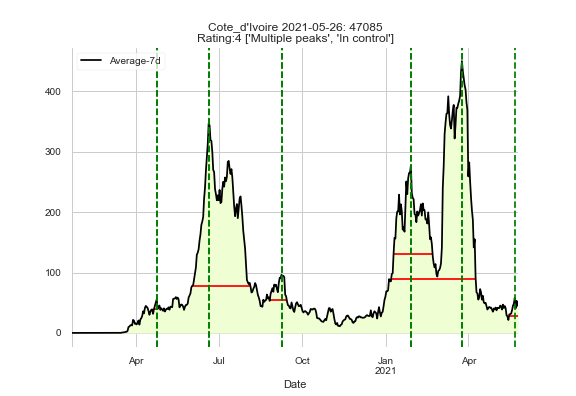 Cote_d'Ivoire 2021-05-26: 47085
Rating:4 ['Multiple peaks', 'In control']
Average-7d
400
300
200
100
0
Apr
Jul
Oct
Jan
2021
Apr
Date